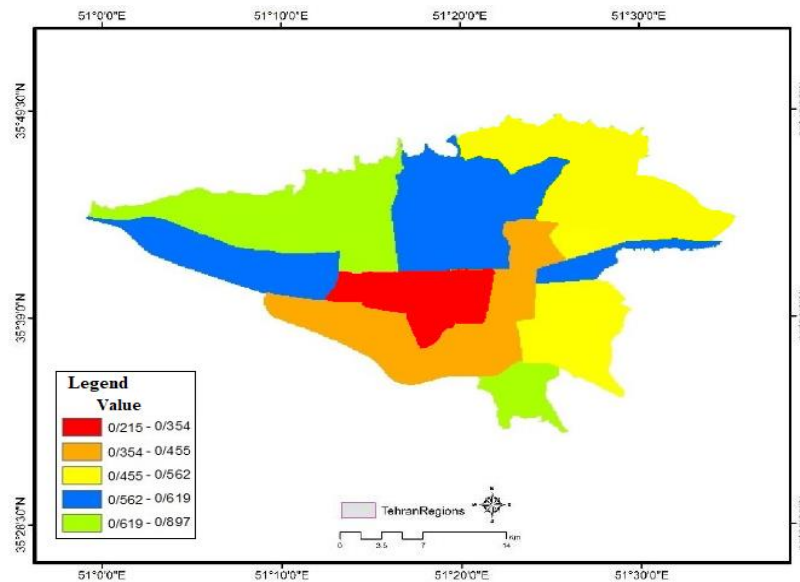 51°0'0"E 51°10'0"E 51°20'0"E 51°30'0"E
35°49'30"N
35°39'0"N
35°28'30"N
Legend
Value
0/215 - 0/354
0/354 - 0/455
0/455 - 0/562
0/562 - 0/619
0/619 - 0/897
TehranRegions
Km
0 3.5 7 14
51°0'0"E 51°10'0"E 51°20'0"E 51°30'0"E